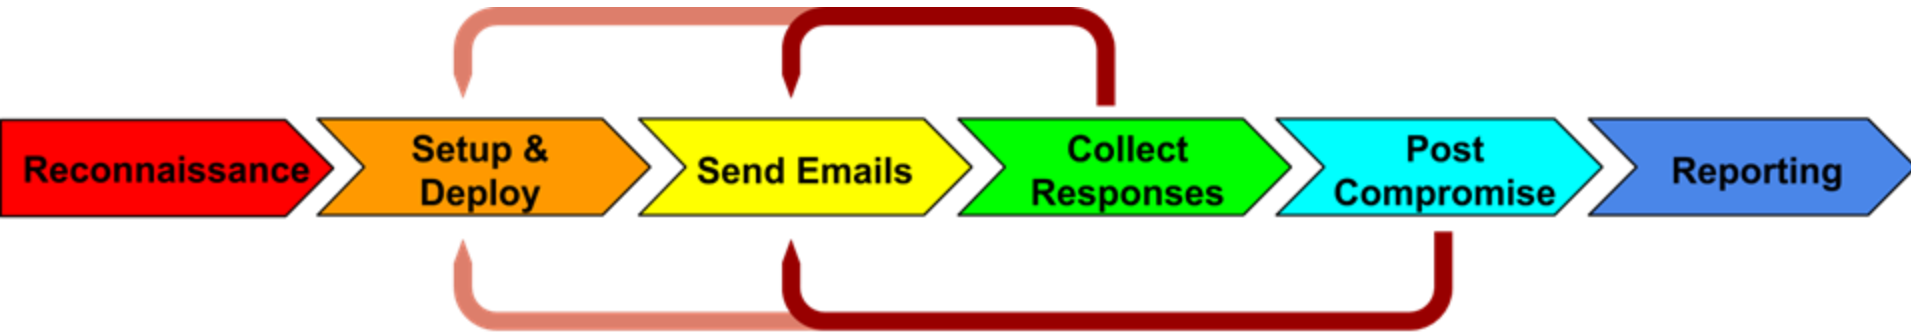 Reconnaissance
Setup &
Deploy
Send Emails
Collect
Responses
Post
Compromise
Reporting